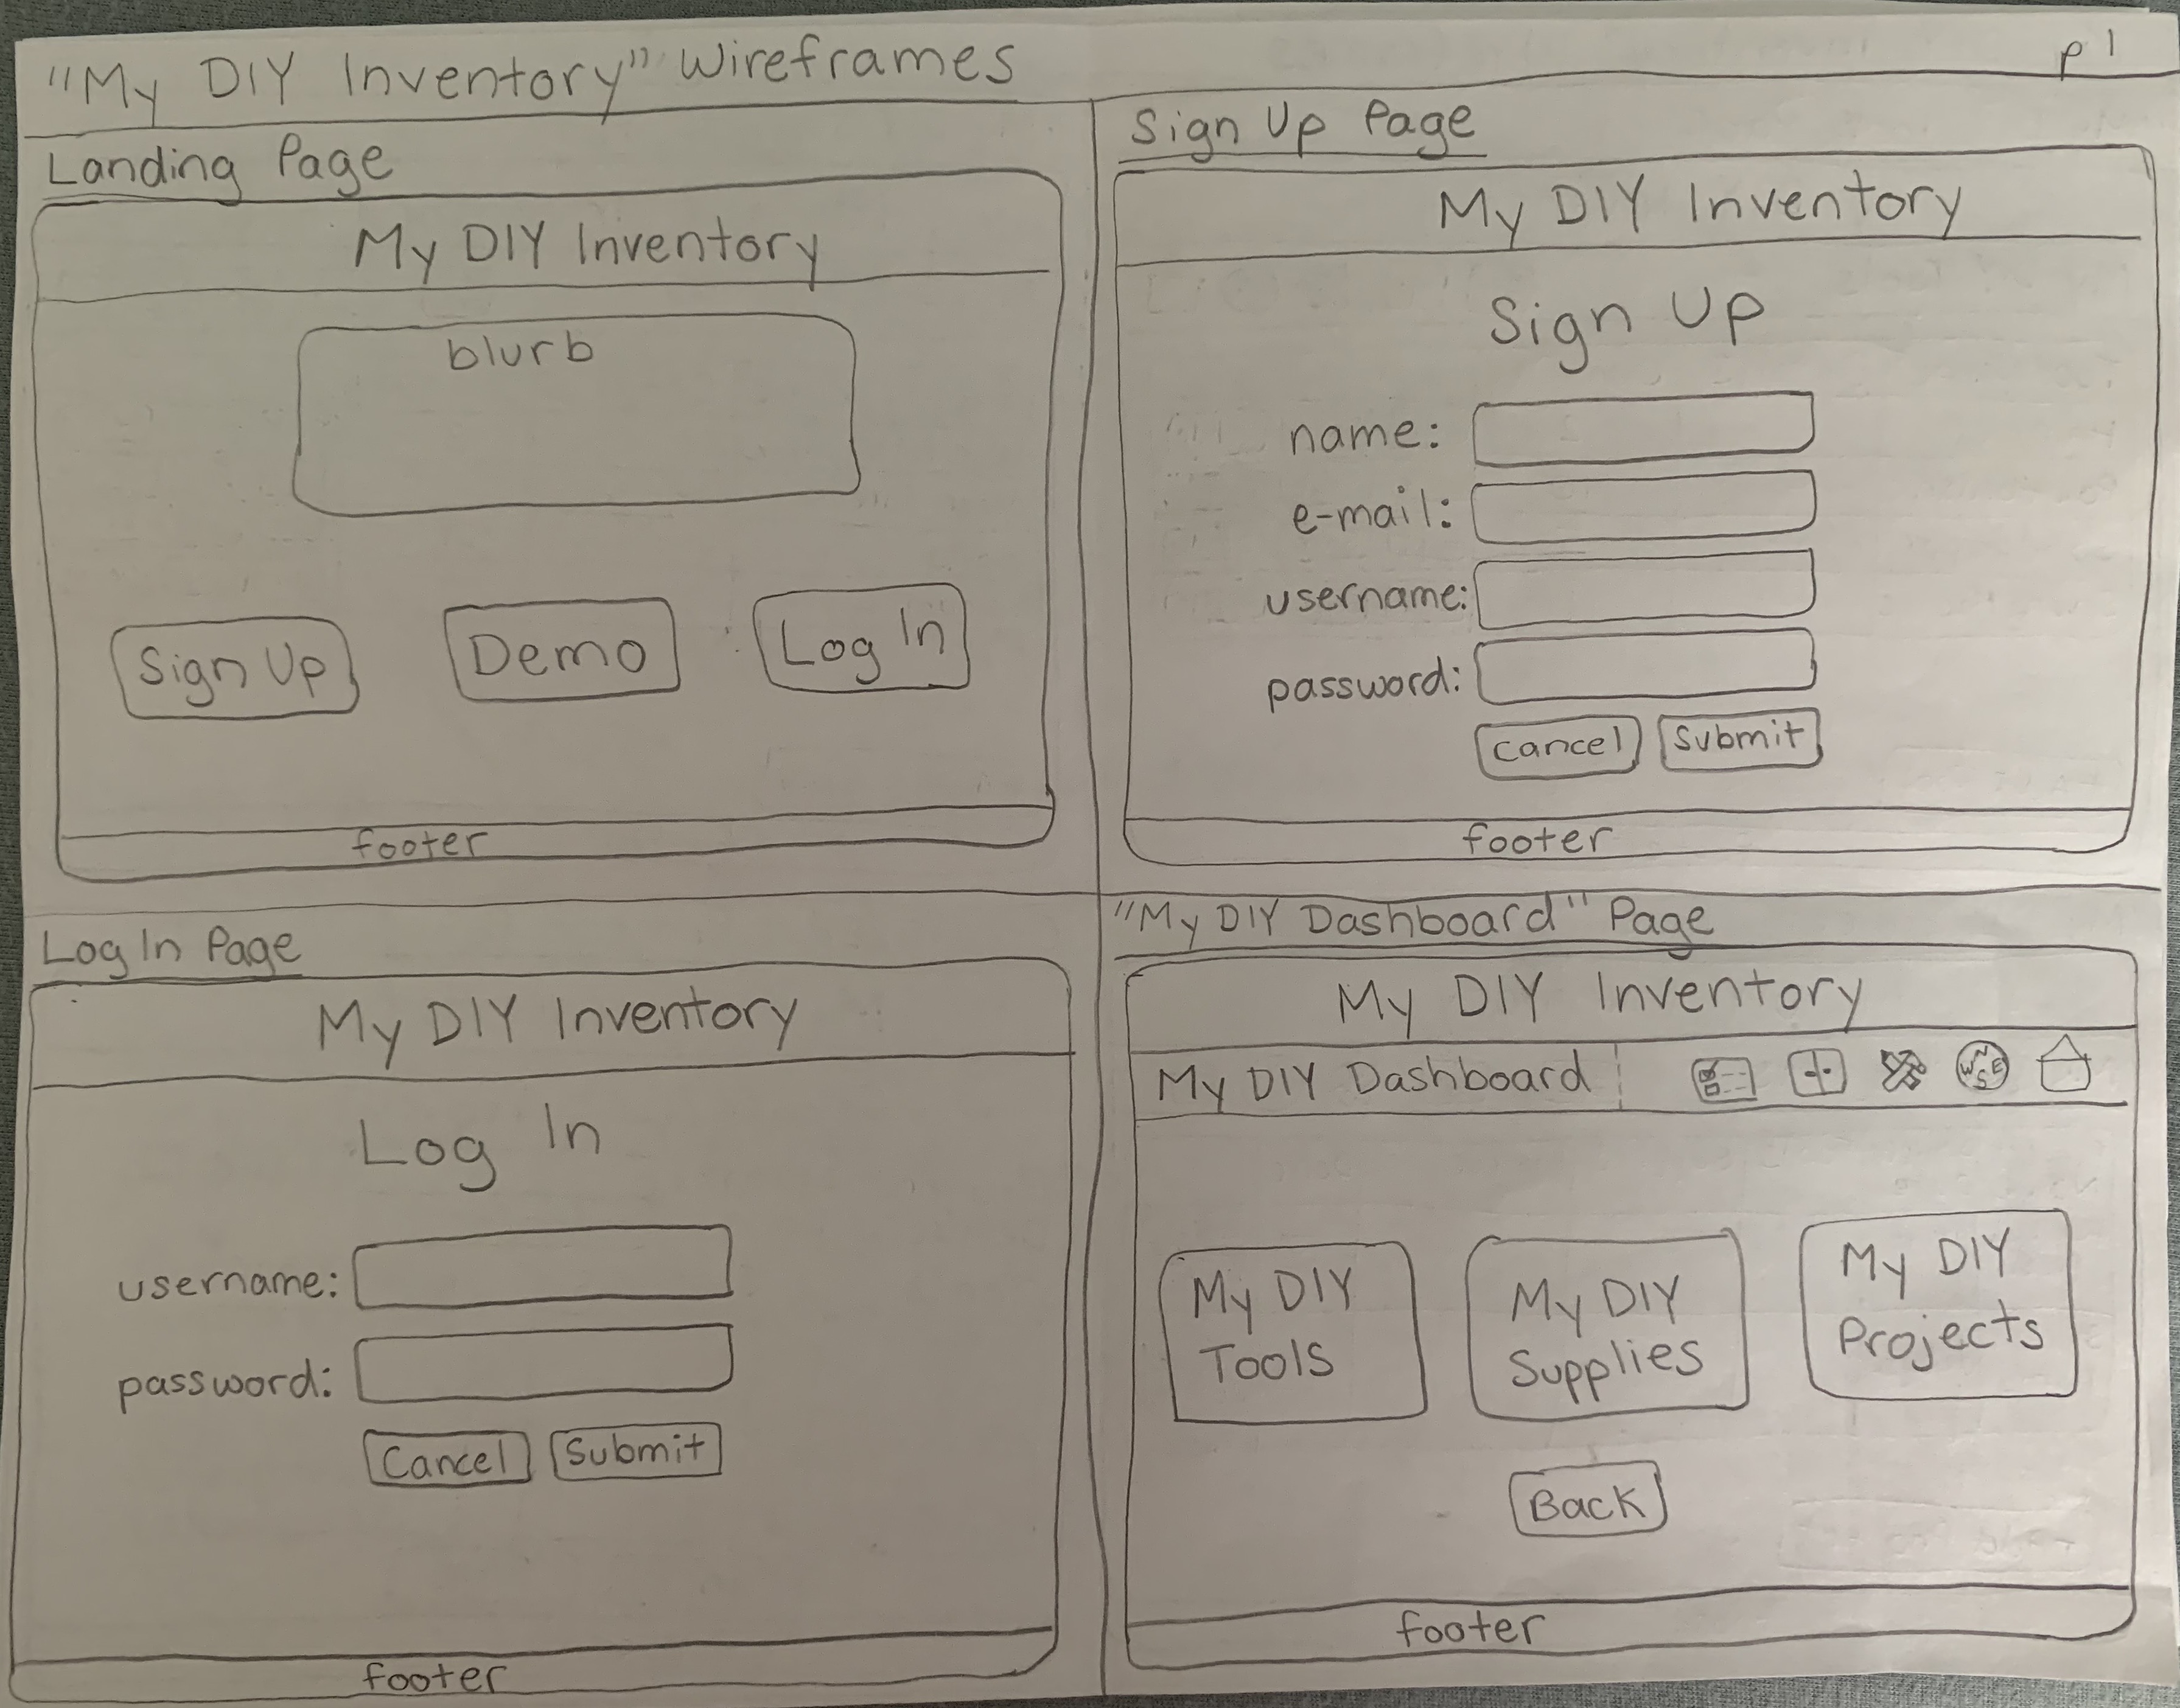 "My DIY Inventory" Wireframes
p 1
Landing Page
My DIY Inventory
blurb
Sign Up
Demo
Log In
footer
Sign Up Page
My DIY Inventory
Sign Up
name:
e-mail:
username:
password:
Cancel
Submit
footer
Log In Page
My DIY Inventory
Log In
username:
password:
Cancel
Submit
footer
"My DIY Dashboard" Page
My DIY Inventory
My DIY Dashboard
N
W E
S
My DIY
Tools
My DIY
Supplies
My DIY
Projects
Back
footer